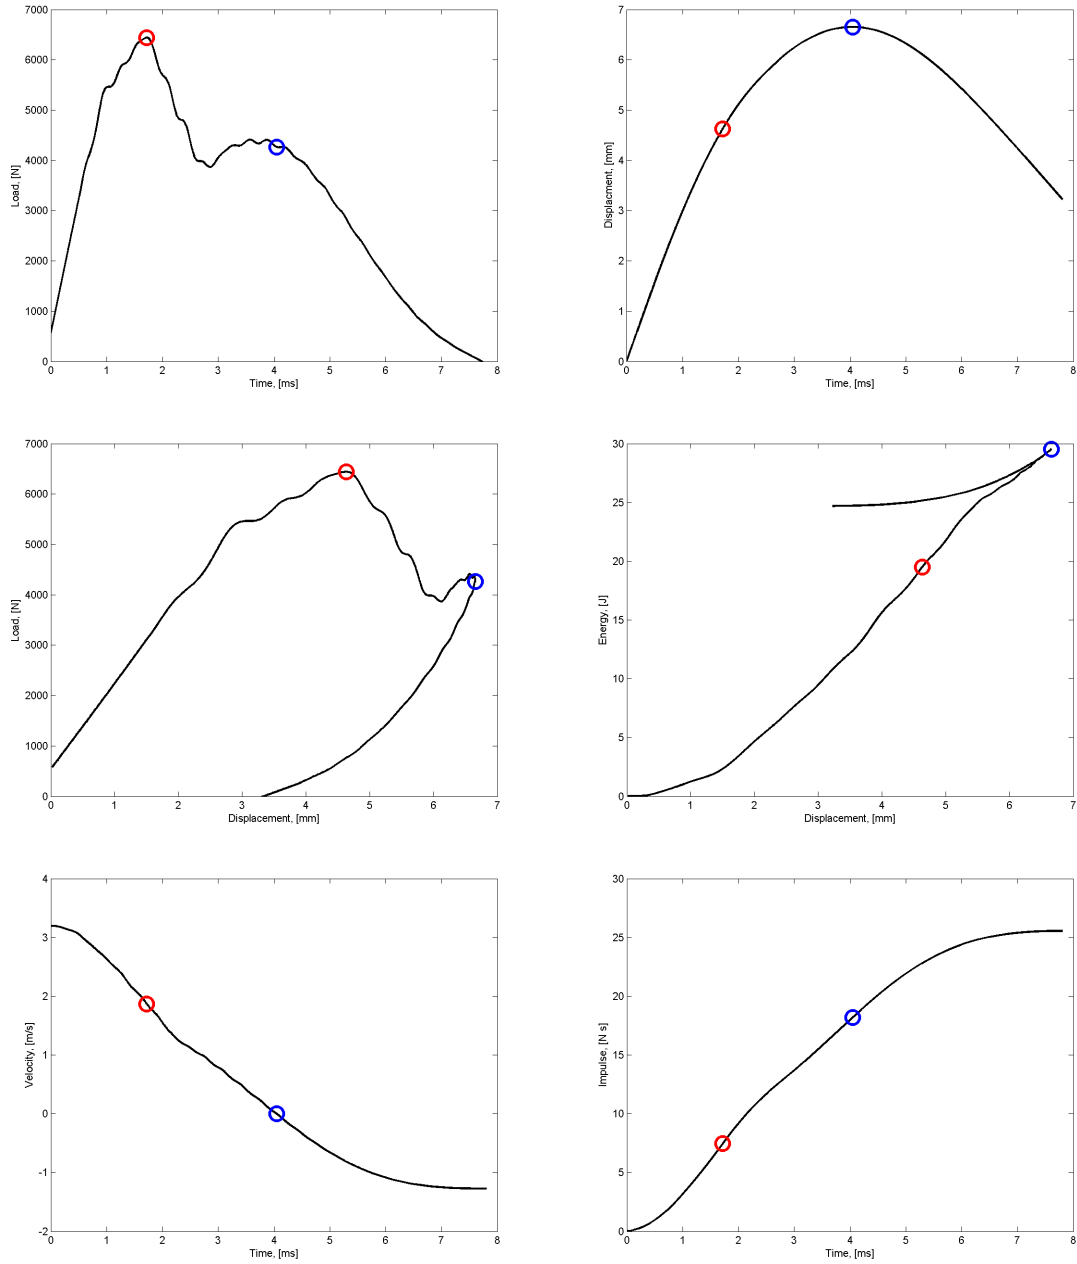 7000
6000
5000
4000
3000
2000
1000
0
Load, [N]
0 1 2 3 4 5 6 7 8
Time, [ms]
7
6
5
4
3
2
1
0
Displacment, [mm]
0 1 2 3 4 5 6 7 8
Time, [ms]
7000
6000
5000
4000
3000
2000
1000
0
Load, [N]
0 1 2 3 4 5 6 7
Displacement, [mm]
30
25
20
15
10
5
0
Energy, [J]
0 1 2 3 4 5 6 7
Displacement, [mm]
4
3
2
1
0
-1
-2
Velocity, [m/s]
0 1 2 3 4 5 6 7 8
Time, [ms]
30
25
20
15
10
5
0
Impulse, [N s]
0 1 2 3 4 5 6 7 8
Time, [ms]